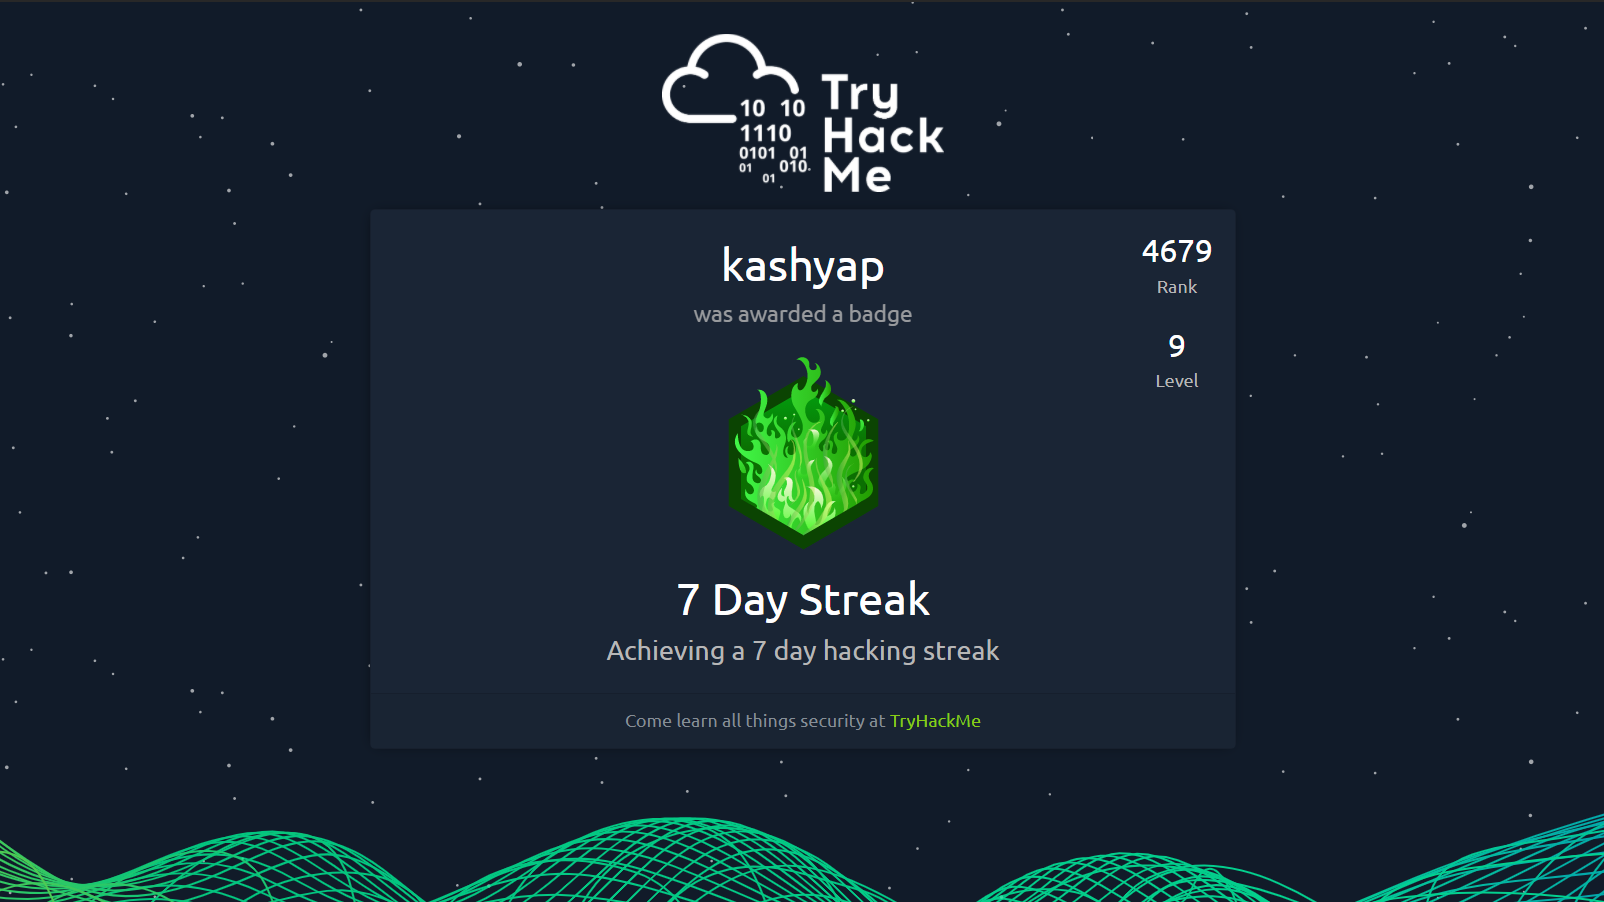 10 10
1110
0101 01
01 010.
01
Try
Hack
Me
kashyap
was awarded a badge
4679
Rank
9
Level
7 Day Streak
Achieving a 7 day hacking streak
Come learn all things security at TryHackMe